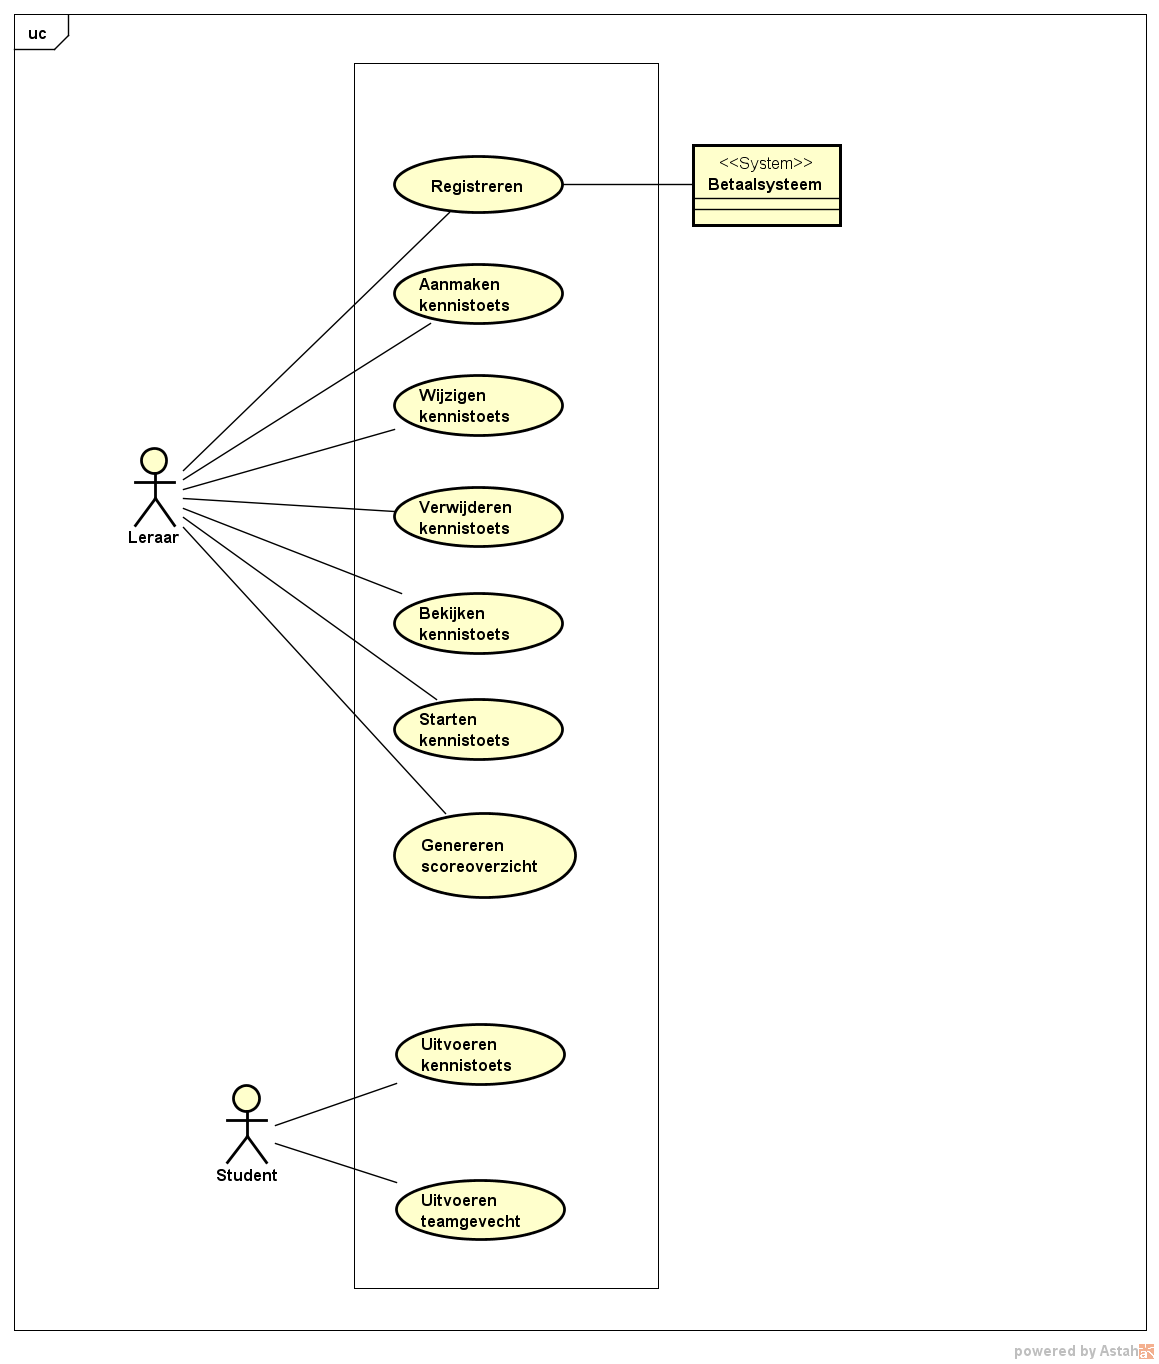 uc
<<System>>
Betaalsysteem
Registreren
Aanmaken
kennistoets
Wijzigen
kennistoets
Verwijderen
kennistoets
Leraar
Bekijken
kennistoets
Starten
kennistoets
Genereren
scoreoverzicht
Uitvoeren
kennistoets
Student
Uitvoeren
teamgevecht
powered by Astah